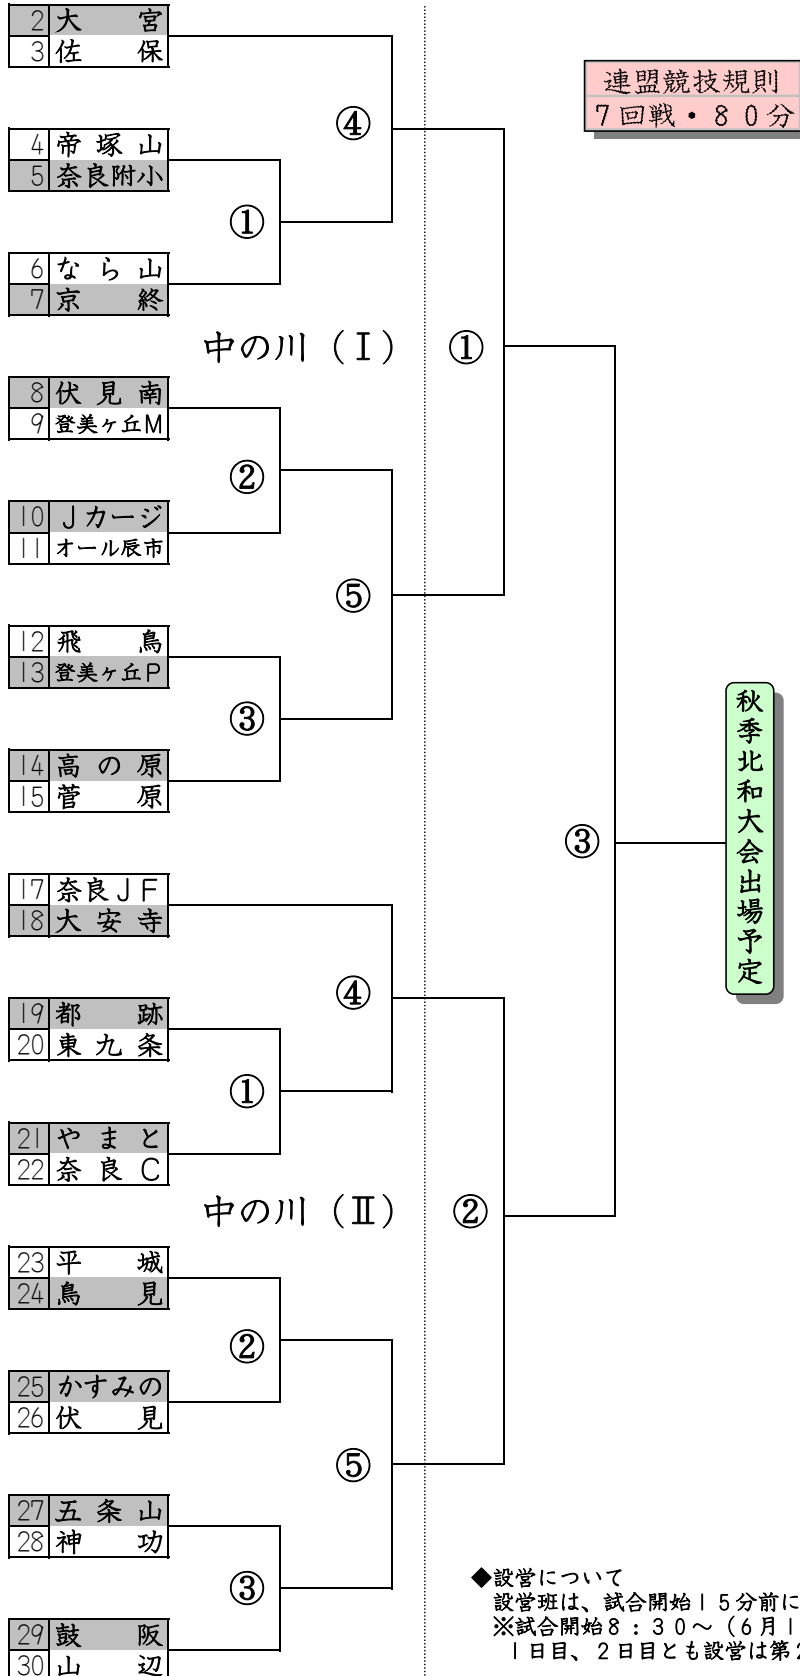 2 大宮
3 佐保
④
連盟競技規則
7回戦・80分
4 帝塚山
5 奈良附小
①
6 なら山
7 京終
中の川（Ⅰ）
①
8 伏見南
9 登美ヶ丘M
②
10 Jカージ
11 オール辰市
⑤
12 飛鳥
13 登美ヶ丘P
③
14 高の原
15 菅原
秋季北和大会出場予定
③
17 奈良JF
18 大安寺
④
19 都跡
20 東九条
①
21 やまと
22 奈良C
中の川（Ⅱ）
②
23 平城
24 鳥見
②
25 かすみの
26 伏見
⑤
27 五条山
28 神功
③
29 鼓阪
30 山辺
◆設営について
設営班は、試合開始15分前に
※試合開始8：30～（6月1
1日目、2日目とも設営は第2